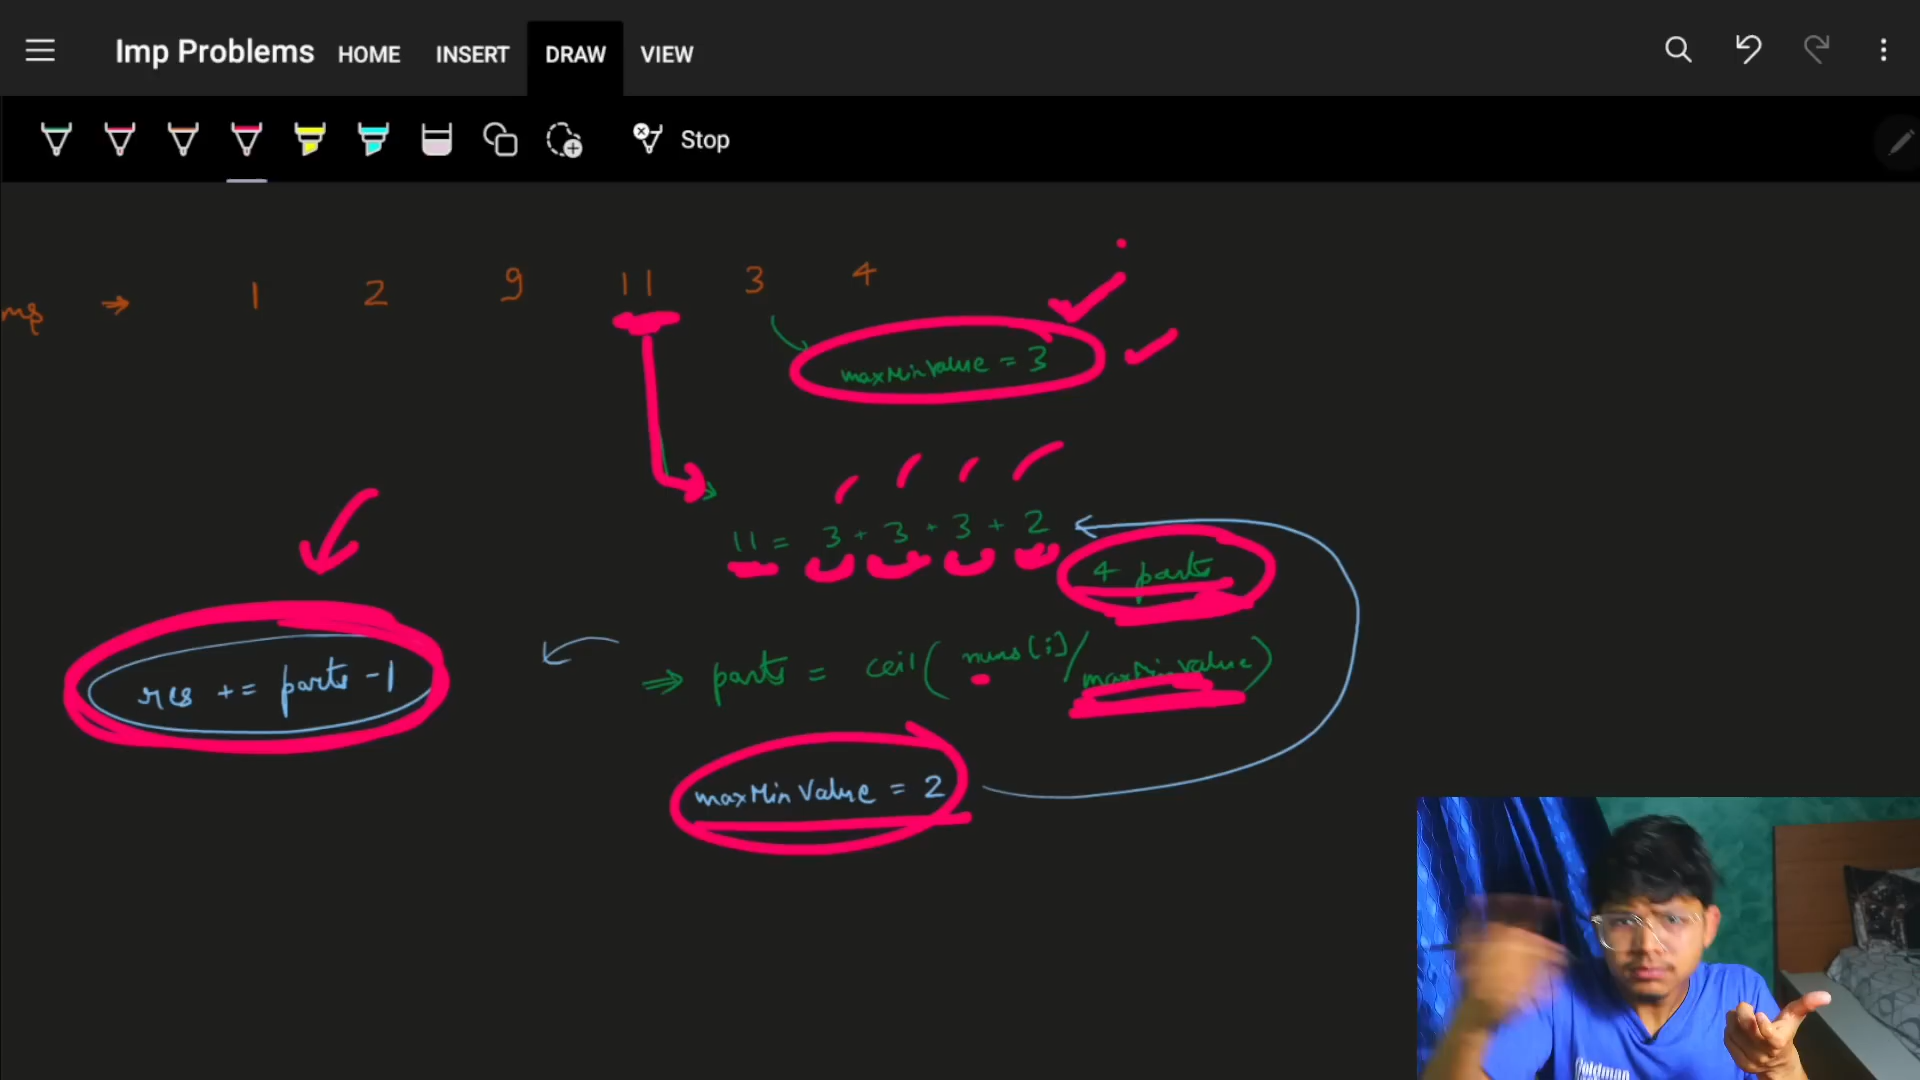 Imp Problems HOME INSERT DRAW VIEW
Stop
1 2 9 11 3 4
maxMinValue = 3
11 = 3 + 3 + 3 + 2
4 parts
parts = ceil( nums[i]/maxMinValue)
res += parts -1
maxMinValue = 2